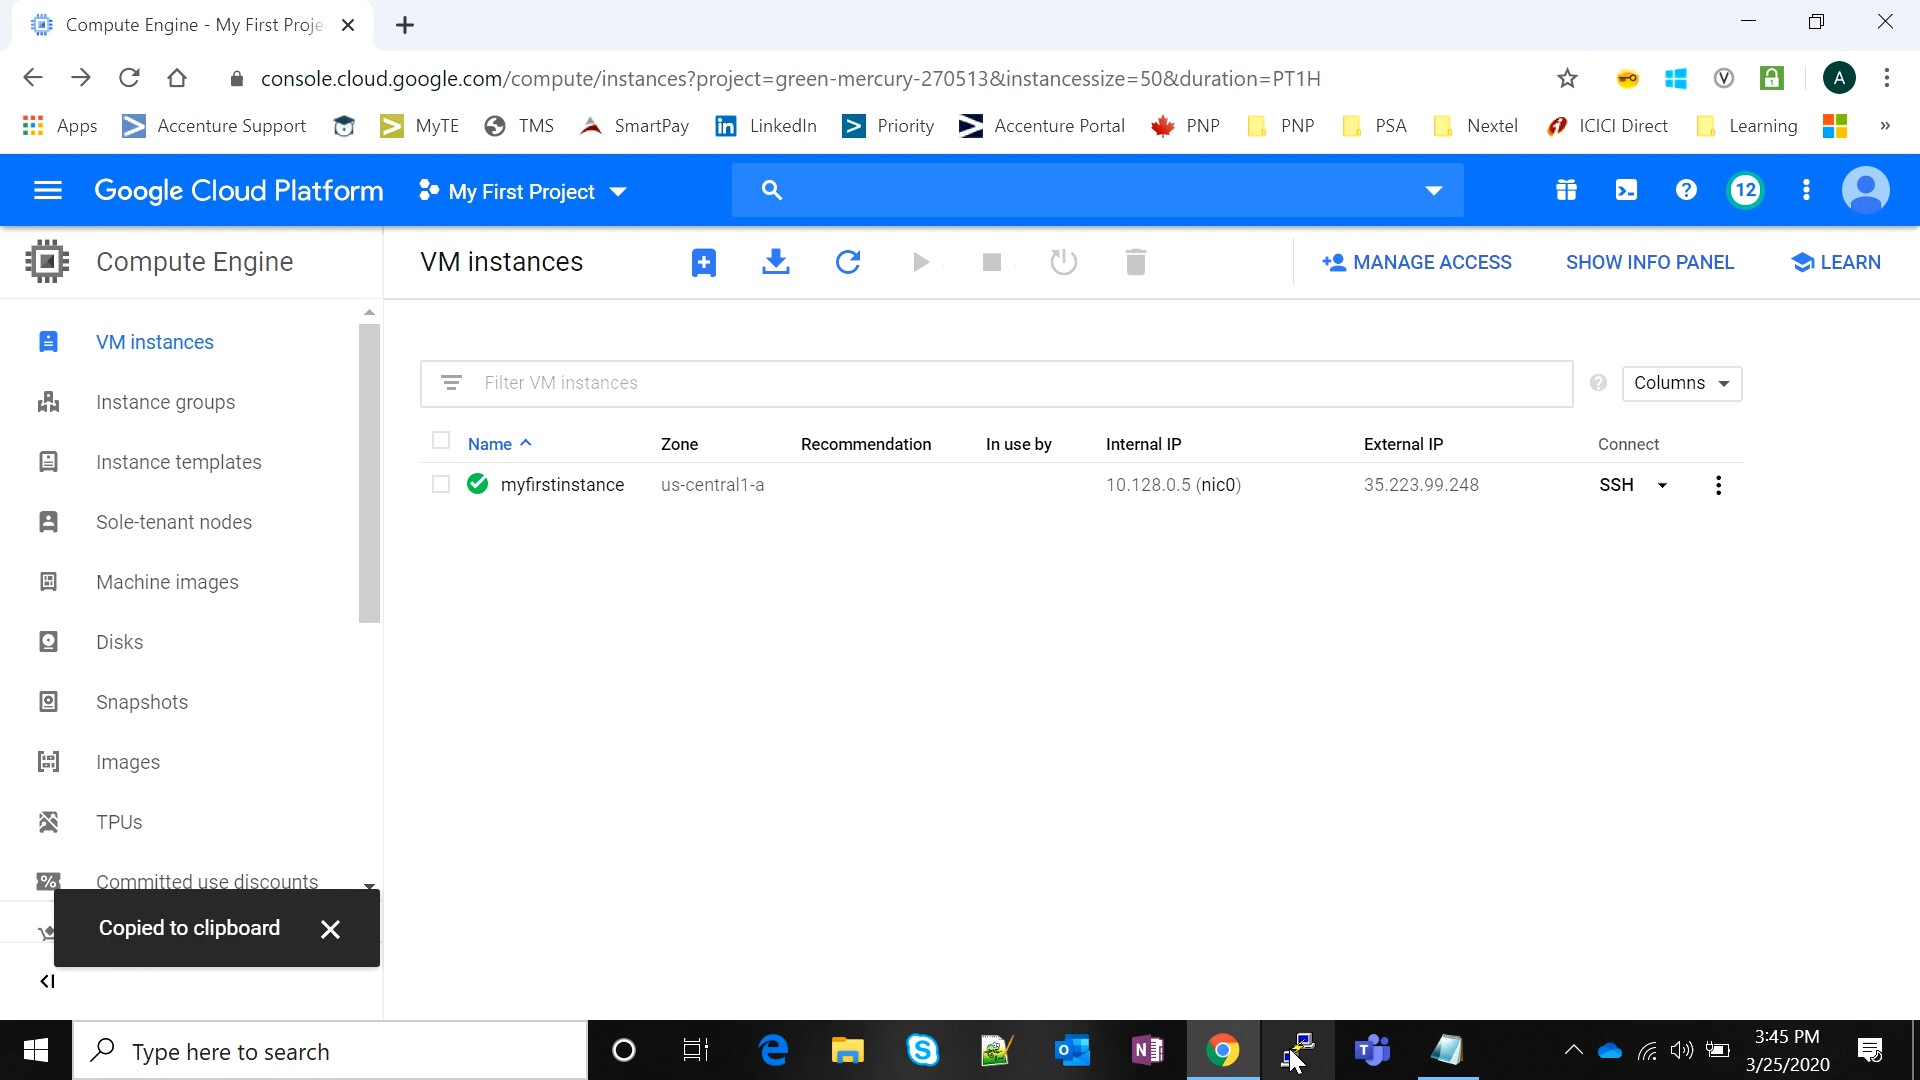 Compute Engine - My First Proje
console.cloud.google.com/compute/instances?project=green-mercury-270513&instancessize=50&duration=PT1H
A
Apps Accenture Support MyTE TMS SmartPay LinkedIn Priority Accenture Portal PNP PNP PSA Nextel ICICI Direct Learning »
Google Cloud Platform My First Project 12
Compute Engine VM instances MANAGE ACCESS SHOW INFO PANEL LEARN
VM instances
Instance groups
Instance templates
Sole-tenant nodes
Machine images
Disks
Snapshots
Images
TPUs
Committed use discounts
Filter VM instances Columns
Name Zone Recommendation In use by Internal IP External IP Connect
myfirstinstance us-central1-a 10.128.0.5 (nic0) 35.223.99.248 SSH
Copied to clipboard
Type here to search
3:45 PM
3/25/2020